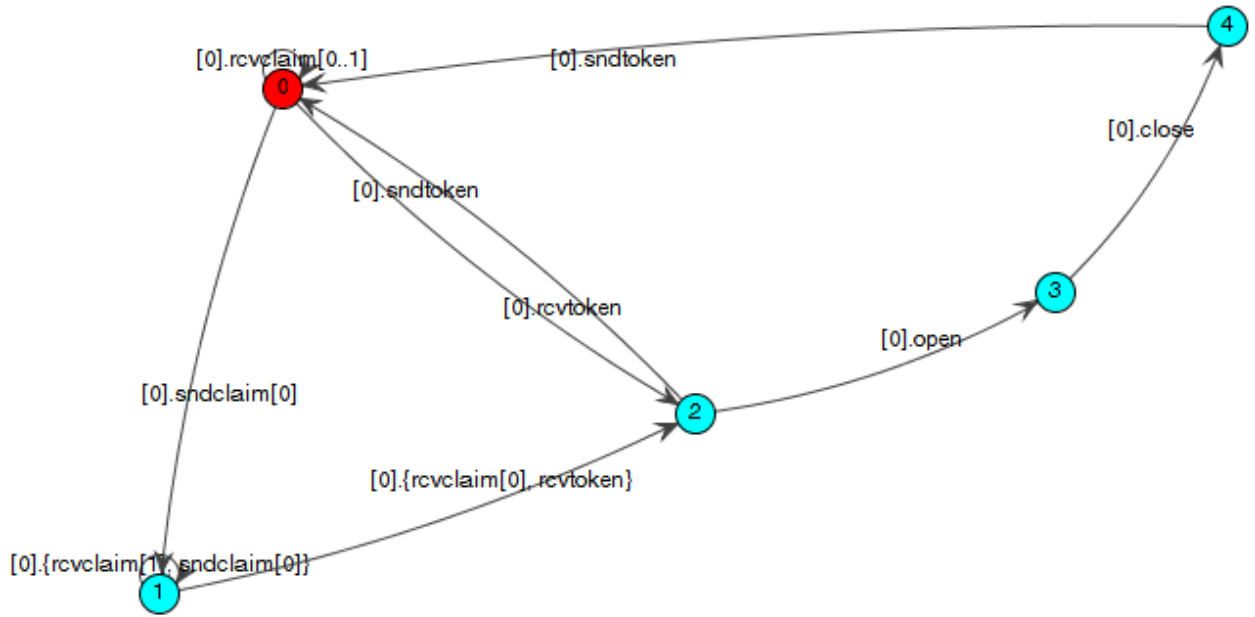 4
[0].rcvclaim[0..1]
[0].sndtoken
0
[0].close
[0].sndtoken
3
[0].rcvtoken
[0].open
[0].sndclaim[0]
2
[0].{rcvclaim[0], rcvtoken}
[0].{rcvclaim[1], sndclaim[0]}
1